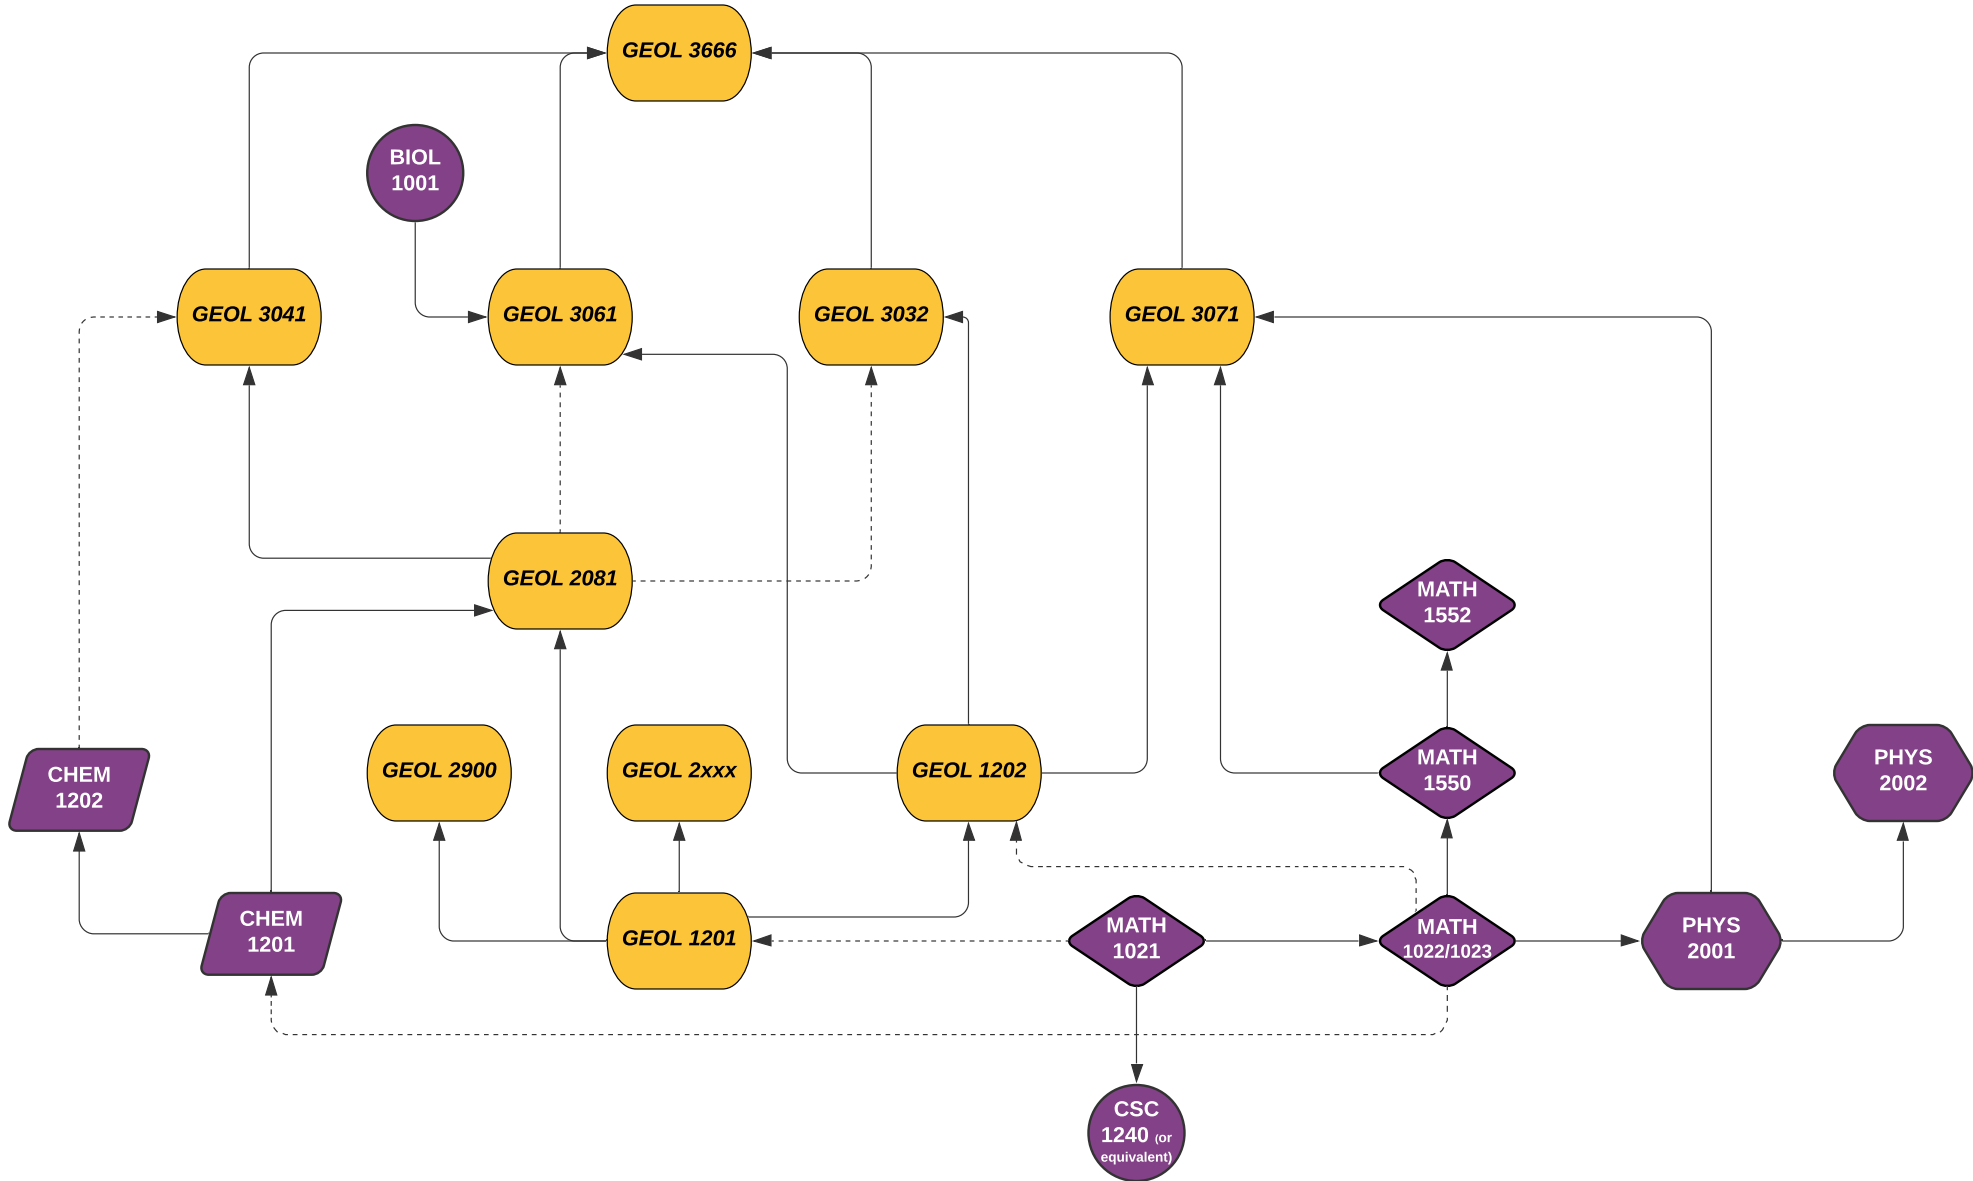 GEOL 3666
BIOL
1001
GEOL 3041
GEOL 3061
GEOL 3032
GEOL 3071
GEOL 2081
MATH
1552
CHEM
1202
GEOL 2900
GEOL 2xxx
GEOL 1202
MATH
1550
PHYS
2002
CHEM
1201
GEOL 1201
MATH
1021
MATH
1022/1023
PHYS
2001
CSC
1240 (or
equivalent)